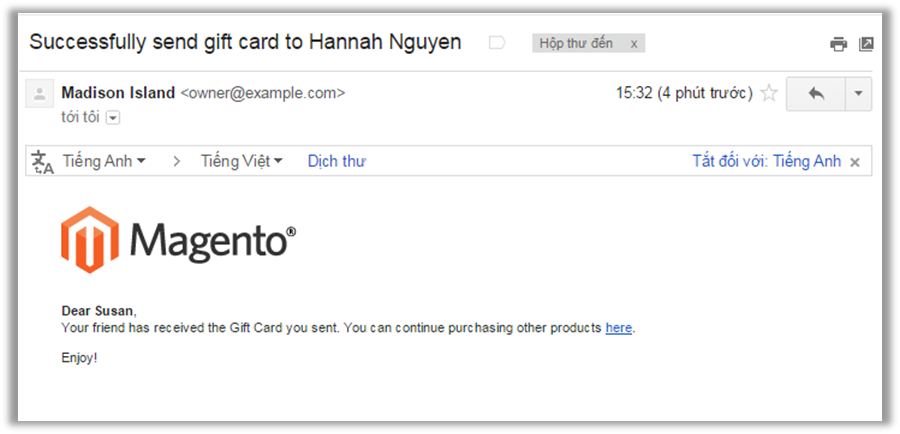 Successfully send gift card to Hannah Nguyen Hộp thư đến x
Madison Island <owner@example.com> 15:32 (4 phút trước)
tới tôi
Tiếng Anh > Tiếng Việt Dịch thư Tắt đối với: Tiếng Anh x
Magento®
Dear Susan,
Your friend has received the Gift Card you sent. You can continue purchasing other products here.
Enjoy!